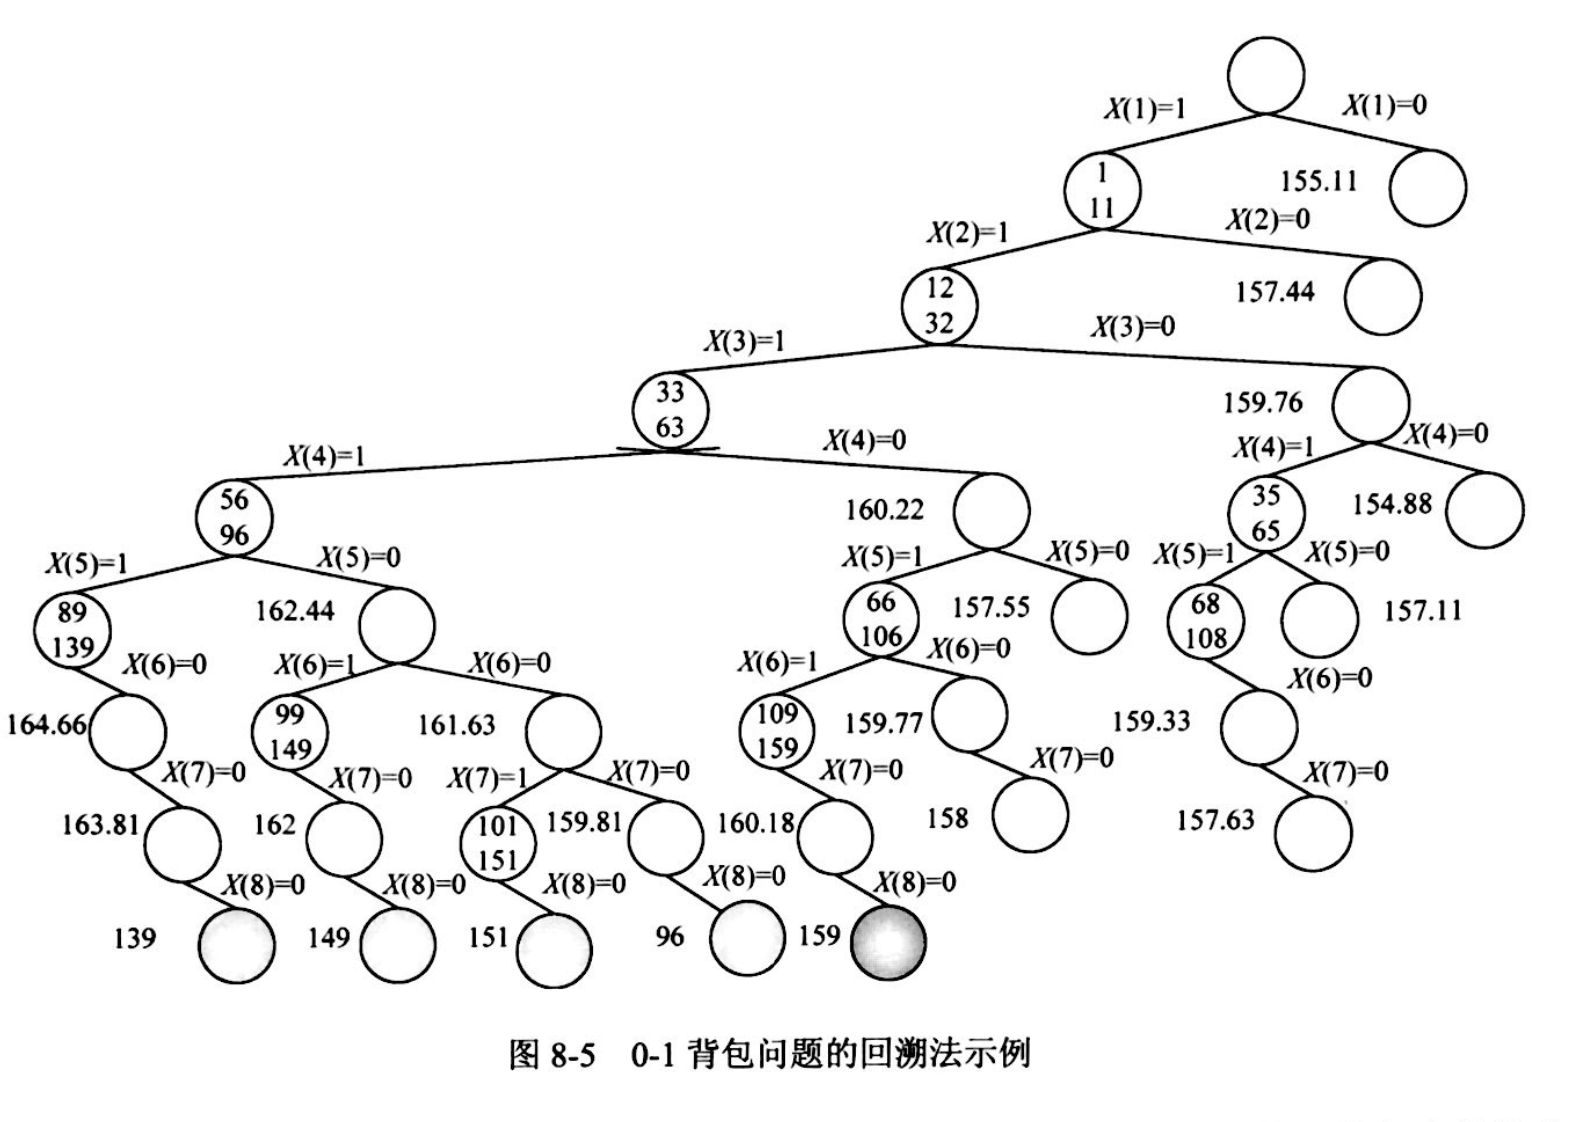 X(1)=1 X(1)=0
1 155.11
11
X(2)=1 X(2)=0
12 157.44
32
X(3)=1 X(3)=0
33 159.76
63
X(4)=1 X(4)=0 X(4)=1 X(4)=0
56 160.22 35 154.88
96 65
X(5)=1 X(5)=0 X(5)=1 X(5)=0 X(5)=1 X(5)=0
89 162.44 66 157.55 68 157.11
139 106 108
X(6)=0 X(6)=1 X(6)=0 X(6)=1 X(6)=0 X(6)=0
164.66 99 161.63 109 159.77 159.33
149 159
X(7)=0 X(7)=0 X(7)=1 X(7)=0 X(7)=0 X(7)=0 X(7)=0
163.81 162 101 159.81 160.18 158 157.63
151
X(8)=0 X(8)=0 X(8)=0 X(8)=0 X(8)=0
139 149 151 96 159
图 8-5 0-1 背包问题的回溯法示例